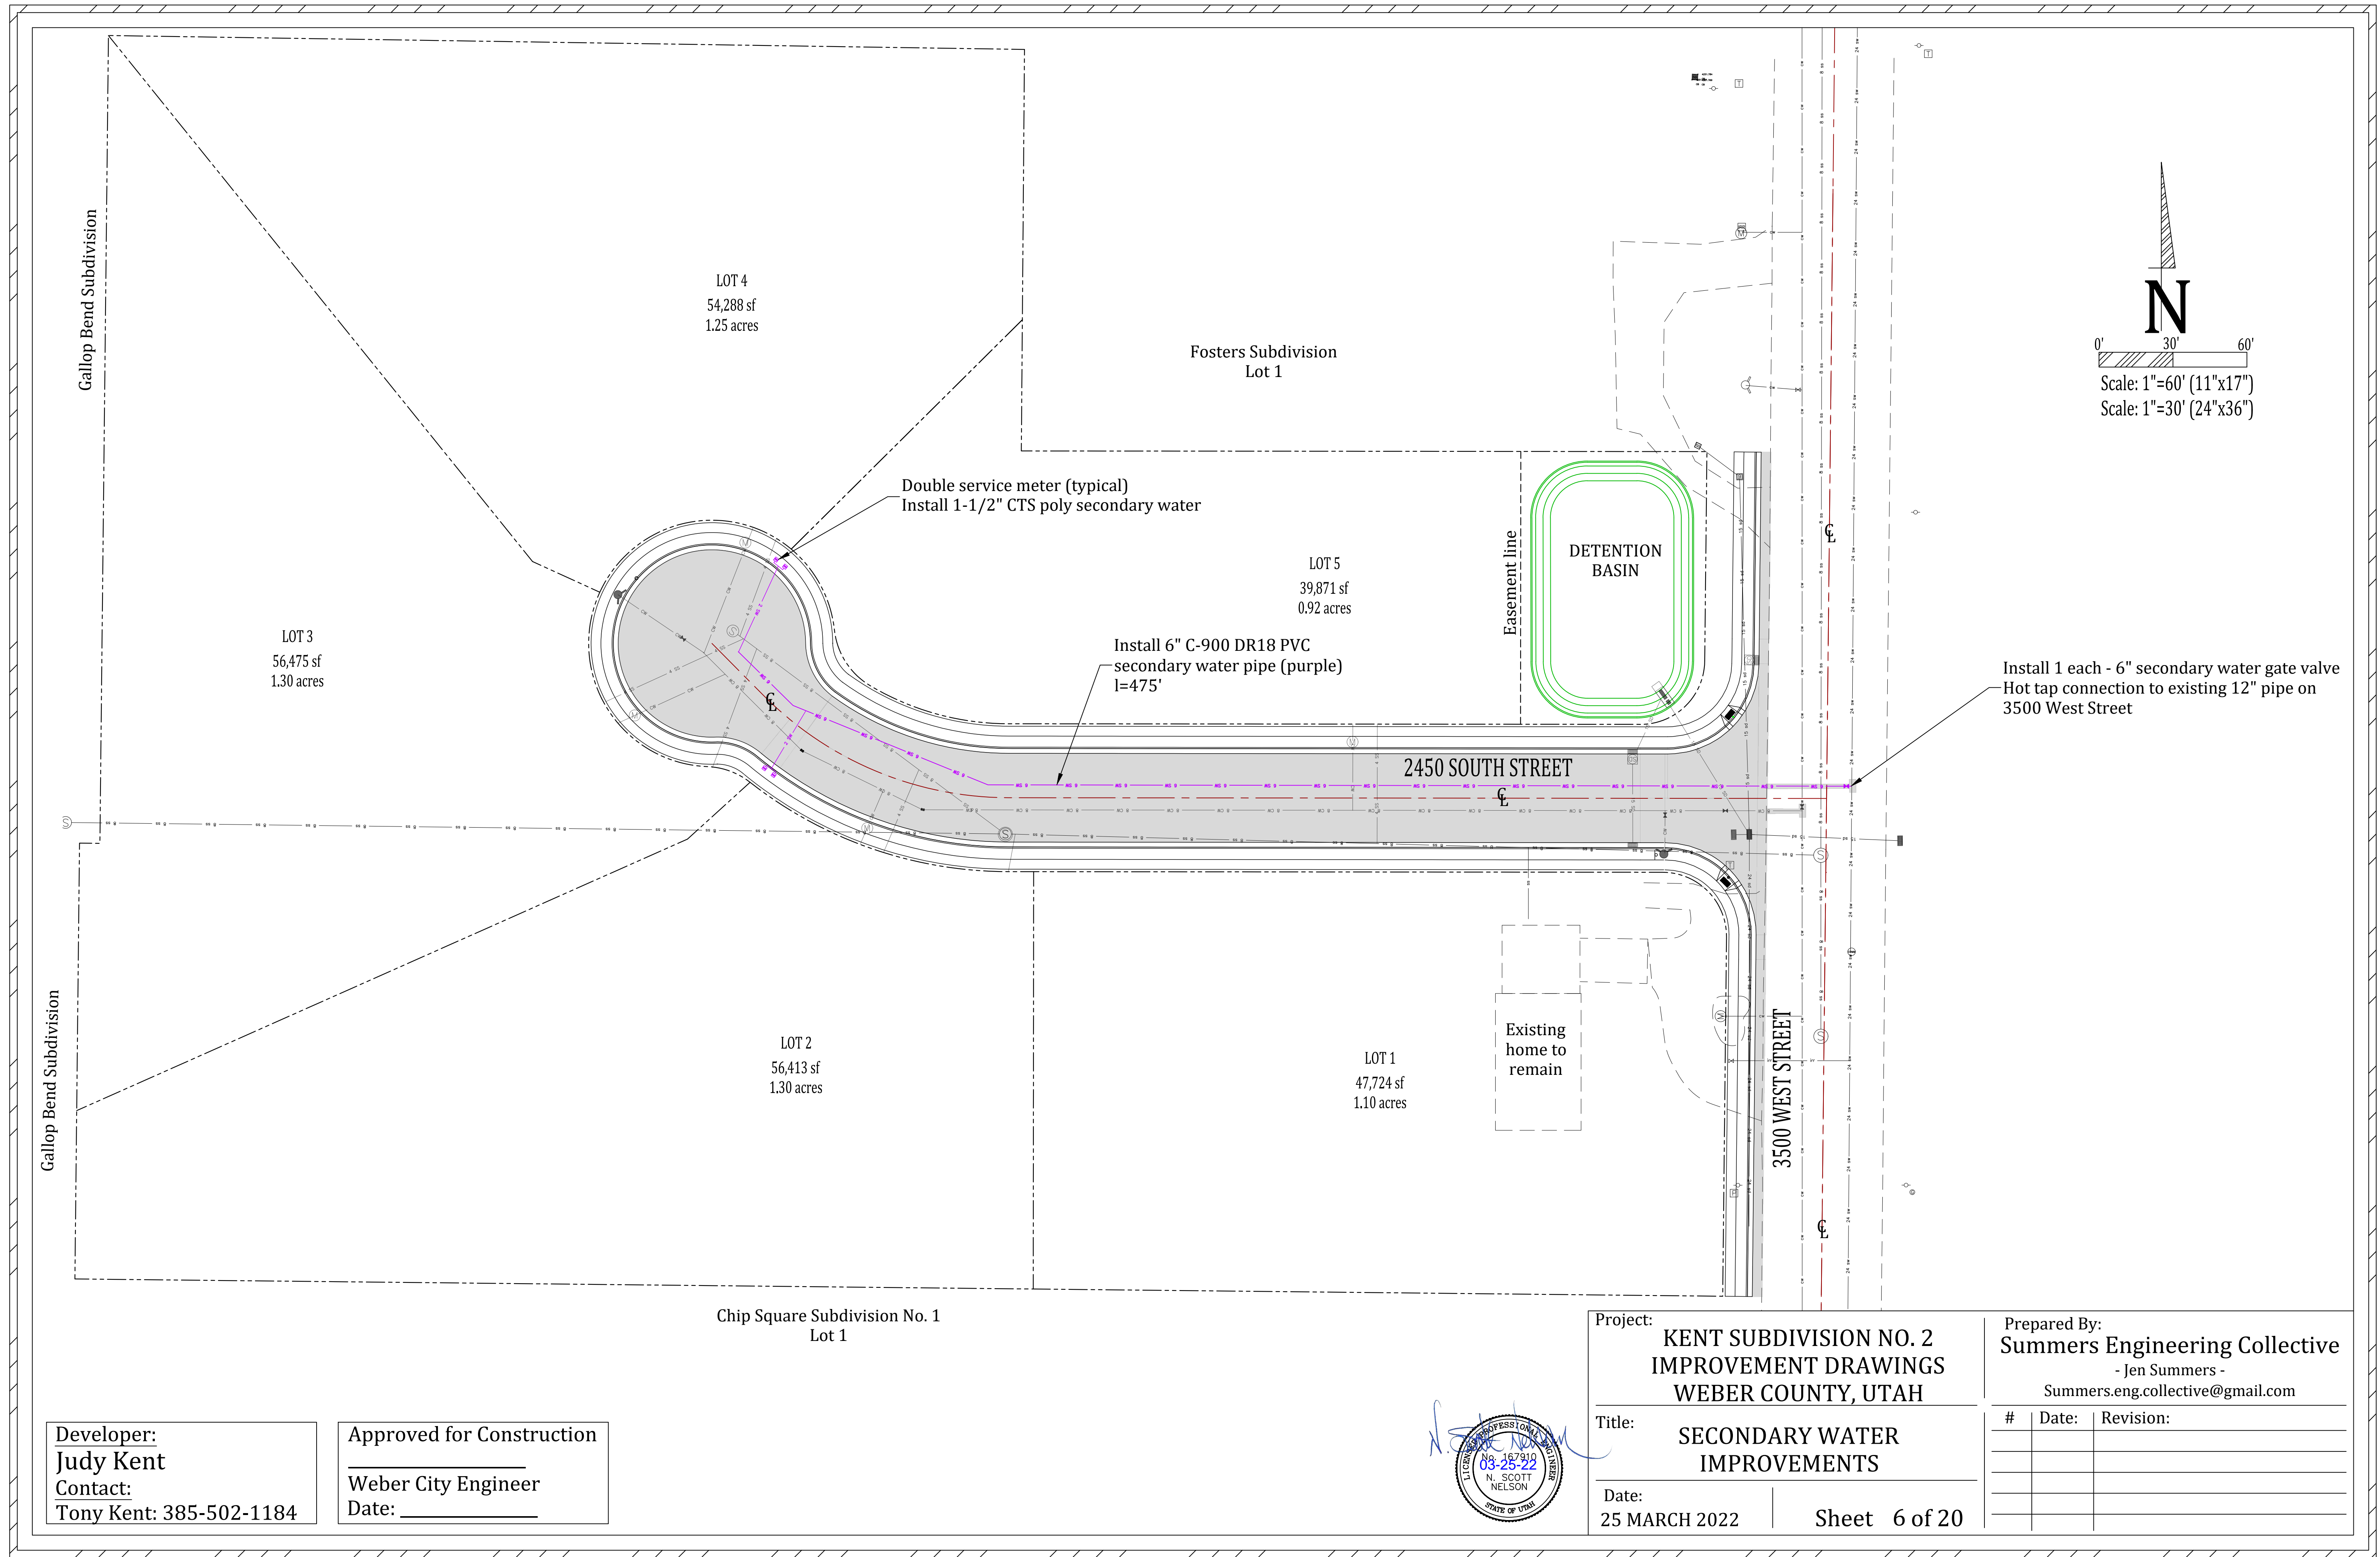 Gallop Bend Subdivision
LOT 4
54,288 sf
1.25 acres
Fosters Subdivision
Lot 1
N
0' 30' 60'
Scale: 1"=60' (11"x17")
Scale: 1"=30' (24"x36")
Double service meter (typical)
Install 1-1/2" CTS poly secondary water
LOT 5
39,871 sf
0.92 acres
Easement line
DETENTION
BASIN
LOT 3
56,475 sf
1.30 acres
Install 6" C-900 DR18 PVC
secondary water pipe (purple)
l=475'
Install 1 each - 6" secondary water gate valve
Hot tap connection to existing 12" pipe on
3500 West Street
2450 SOUTH STREET
Gallop Bend Subdivision
LOT 2
56,413 sf
1.30 acres
LOT 1
47,724 sf
1.10 acres
Existing
home to
remain
3500 WEST STREET
Chip Square Subdivision No. 1
Lot 1
Developer:
Judy Kent
Contact:
Tony Kent: 385-502-1184
Approved for Construction
Weber City Engineer
Date:
LICENSED PROFESSIONAL ENGINEER
No. 167910
03-25-22
N. SCOTT
NELSON
STATE OF UTAH
Project:
KENT SUBDIVISION NO. 2
IMPROVEMENT DRAWINGS
WEBER COUNTY, UTAH
Title:
SECONDARY WATER
IMPROVEMENTS
Date:
25 MARCH 2022
Sheet 6 of 20
Prepared By:
Summers Engineering Collective
- Jen Summers -
Summers.eng.collective@gmail.com
# Date: Revision: